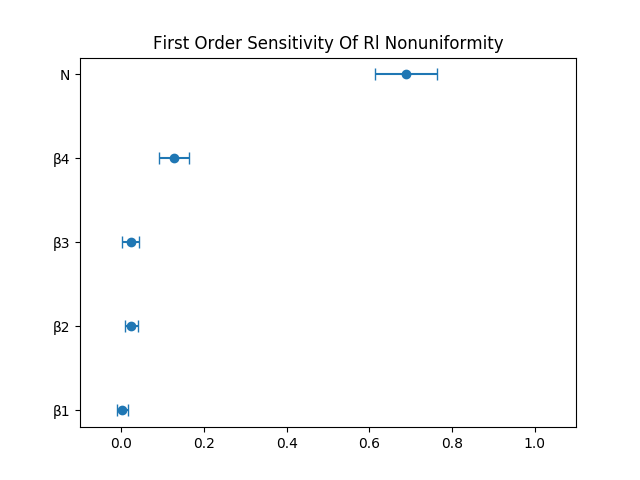 First Order Sensitivity Of Rl Nonuniformity
N
β4
β3
β2
β1
0.0 0.2 0.4 0.6 0.8 1.0